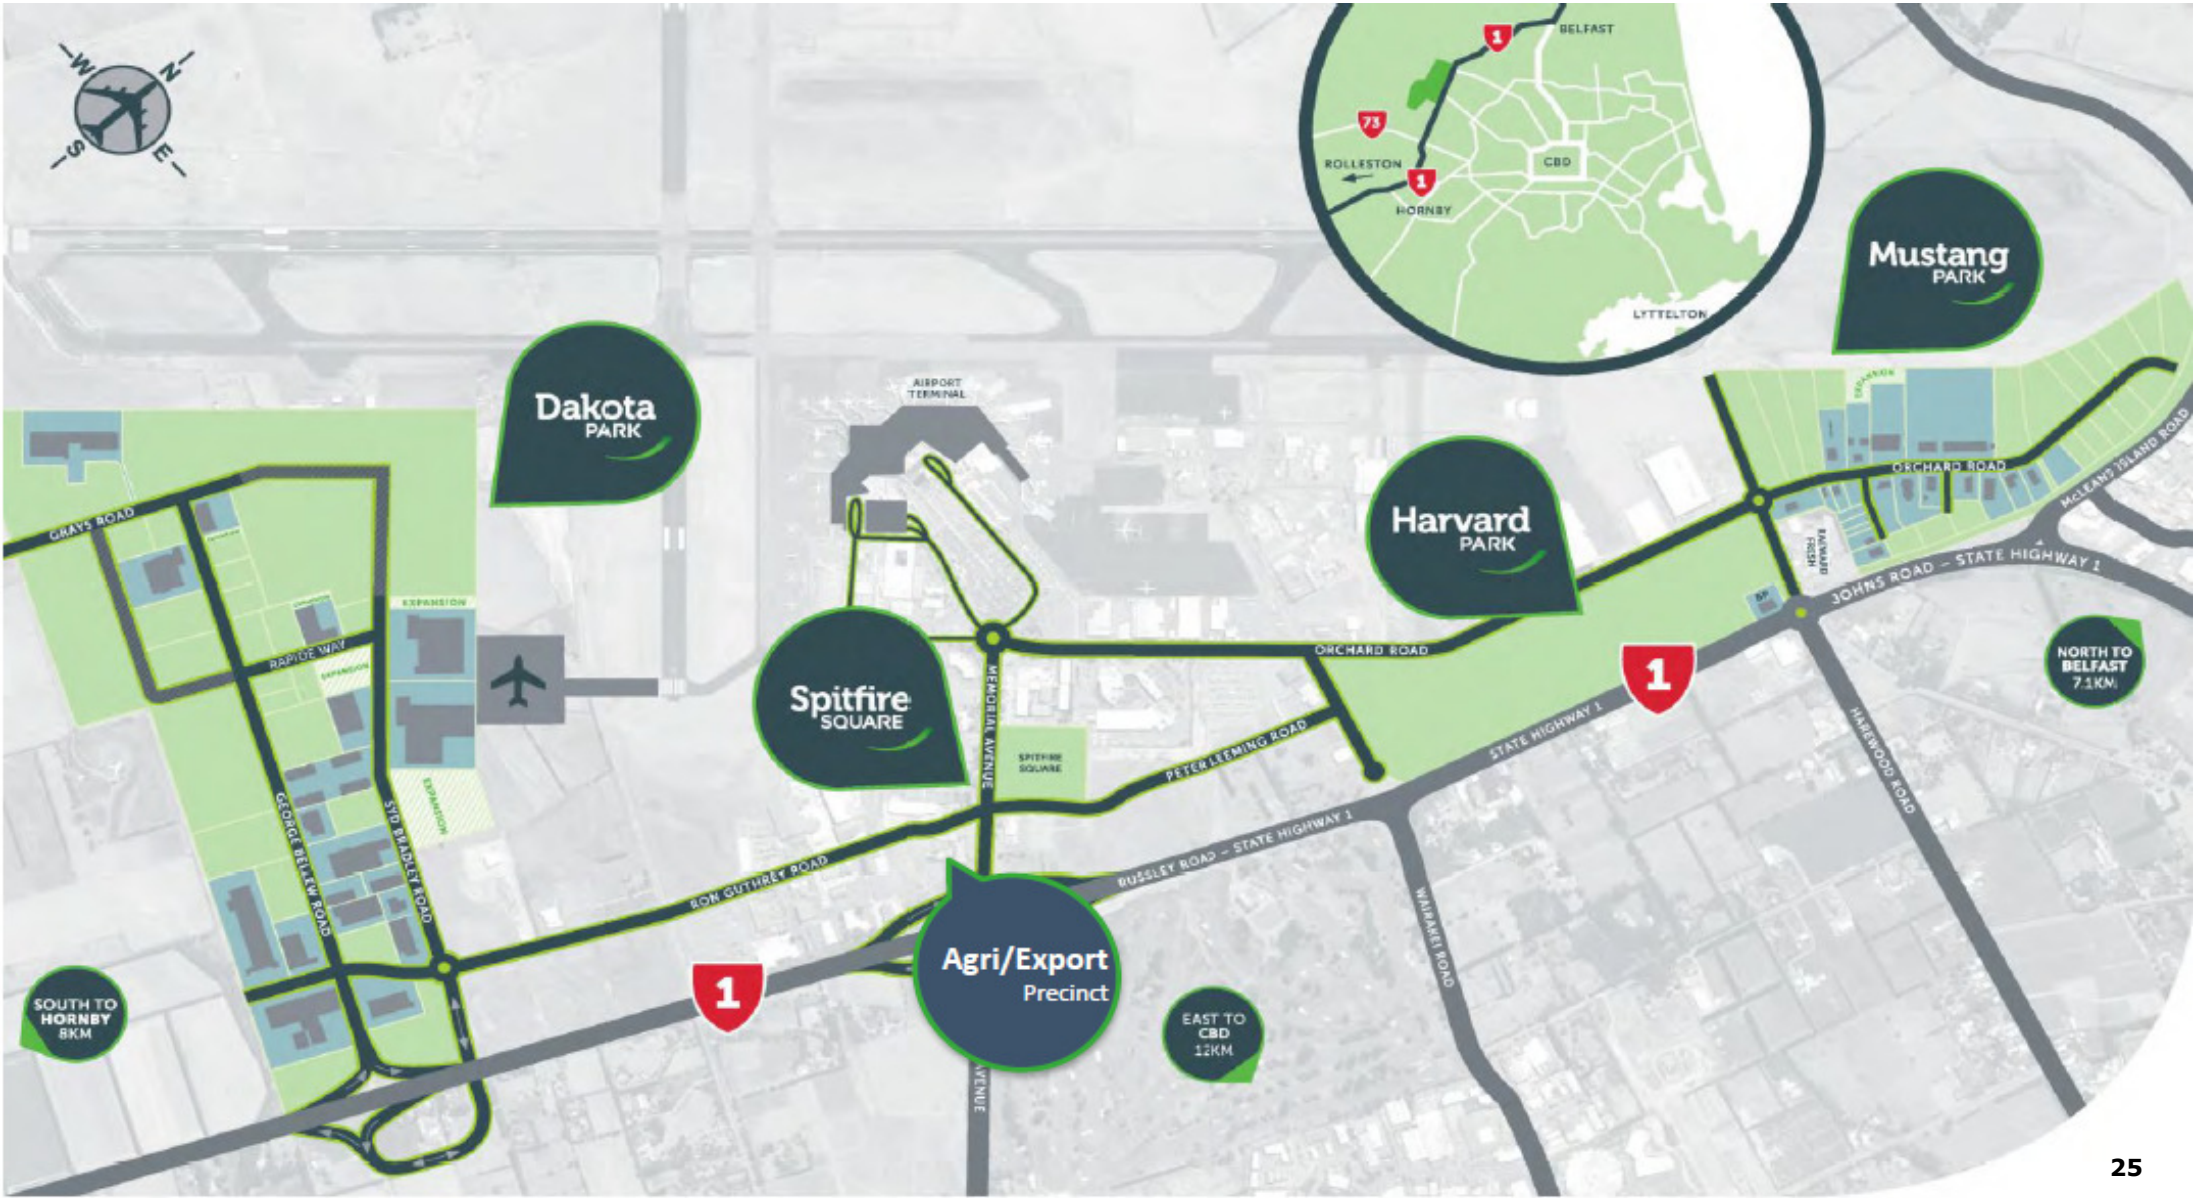 W
N
S
E
1
BELFAST
73
ROLLESTON
1
HORNBY
CBD
LYTTELTON
Mustang
PARK
Dakota
PARK
AIRPORT
TERMINAL
Harvard
PARK
EXPANSION
ORCHARD ROAD
McLEANS ISLAND ROAD
GRAYS ROAD
RAPIDE WAY
EXPANSION
EXPANSION
EXPANSION
GEORGE BELLEW ROAD
SYD BRADLEY ROAD
Spitfire
SQUARE
MEMORIAL AVENUE
SPITFIRE
SQUARE
ORCHARD ROAD
PETER LEEMING ROAD
RON GUTHREY ROAD
RUSSLEY ROAD – STATE HIGHWAY 1
STATE HIGHWAY 1
1
BP
JOHNS ROAD – STATE HIGHWAY 1
HAREWOOD ROAD
WAIRAKEI ROAD
NORTH TO
BELFAST
7.1KM
SOUTH TO
HORNBY
8KM
1
Agri/Export
Precinct
AVENUE
EAST TO
CBD
12KM
25